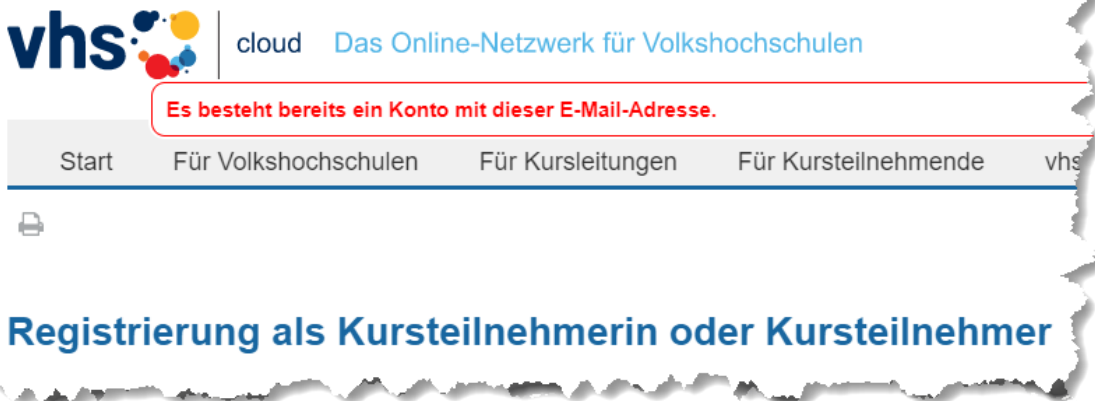 vhs cloud Das Online-Netzwerk für Volkshochschulen
Es besteht bereits ein Konto mit dieser E-Mail-Adresse.
Start Für Volkshochschulen Für Kursleitungen Für Kursteilnehmende vhs
Registrierung als Kursteilnehmerin oder Kursteilnehmer